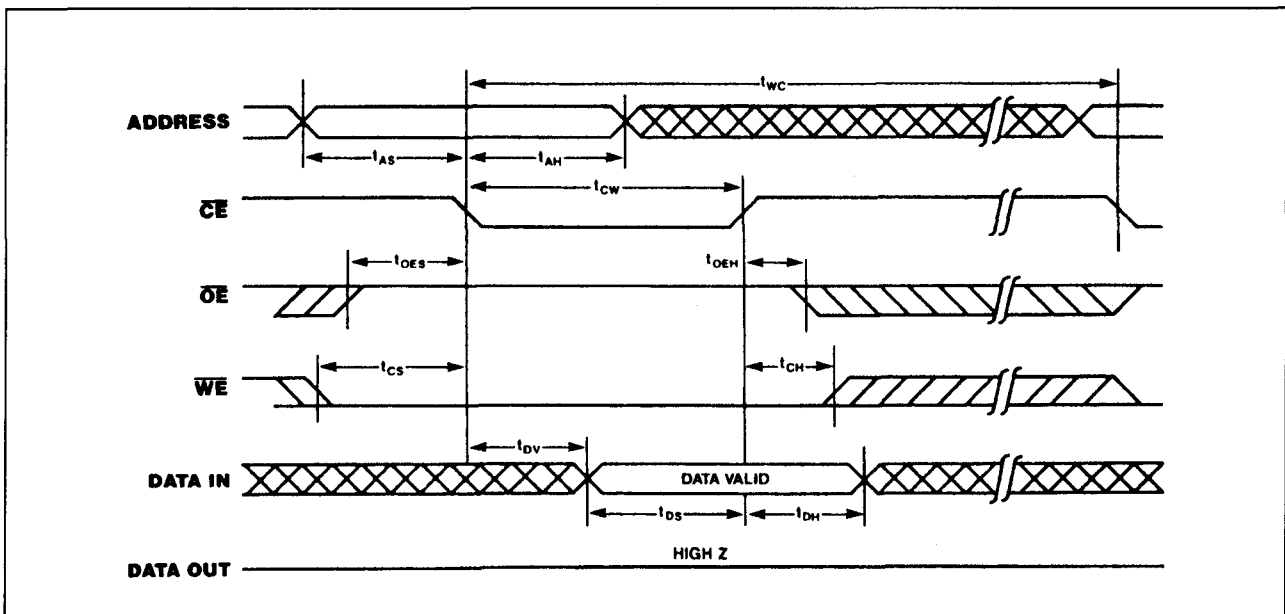 tWC
ADDRESS
tAS
tAH
tCW
CE
tOES
tOEH
OE
tCS
tCH
WE
tDV
DATA IN
DATA VALID
tDS
tDH
HIGH Z
DATA OUT